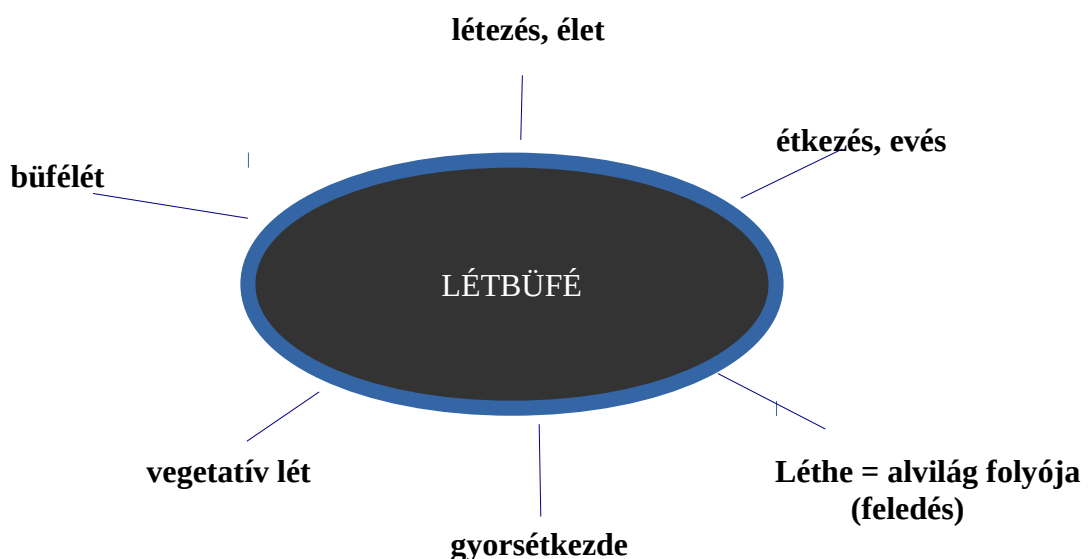 létezés, élet
étkezés, evés
büfélét
LÉTBÜFÉ
vegetatív lét
Léthe = alvilág folyója
(feledés)
gyorsétkezde